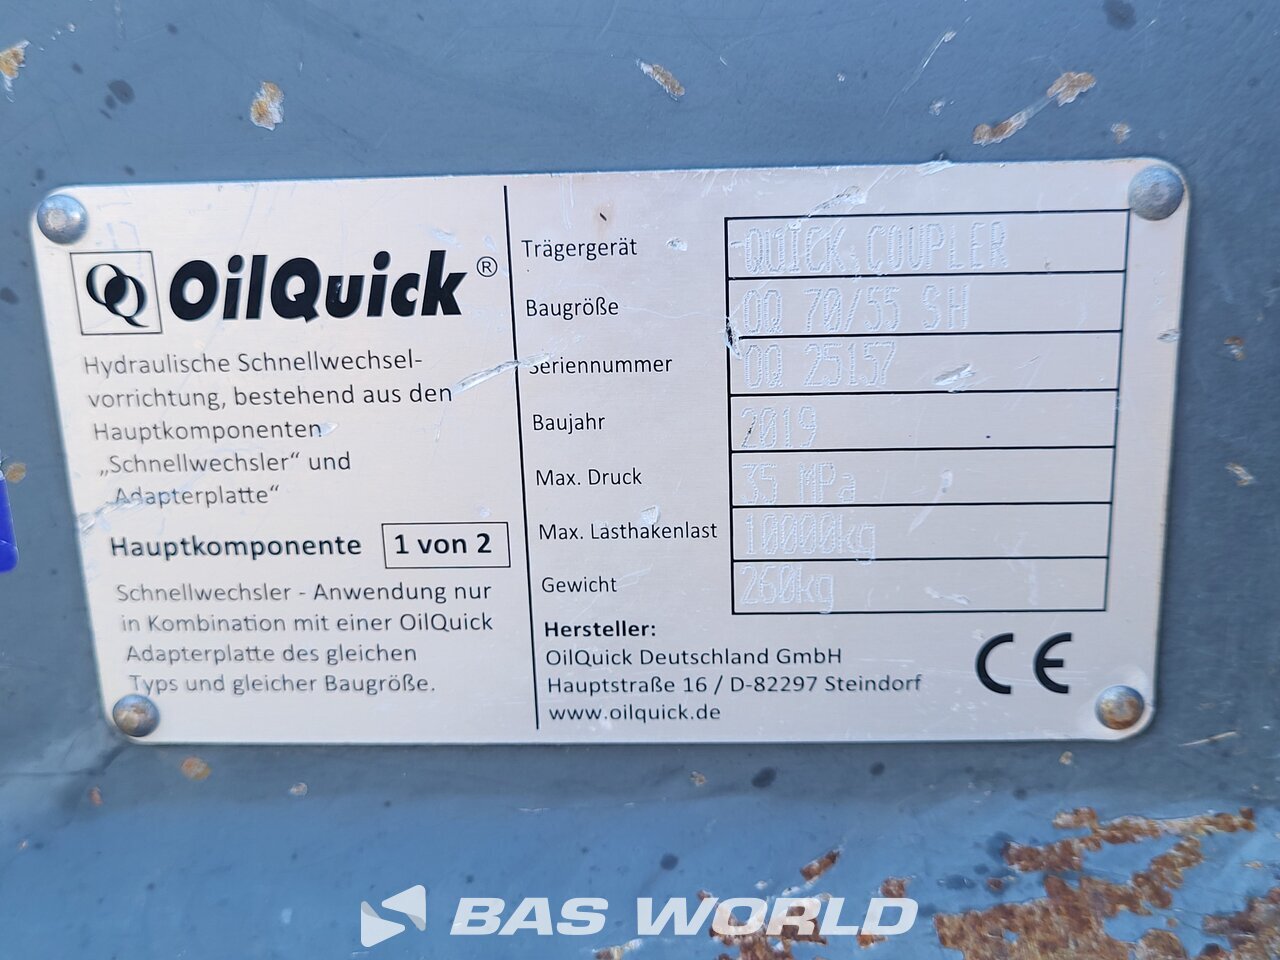 QQ OilQuick®
Hydraulische Schnellwechsel-
vorrichtung, bestehend aus den
Hauptkomponenten
„Schnellwechsler“ und
„Adapterplatte“
Hauptkomponente 1 von 2
Schnellwechsler - Anwendung nur
in Kombination mit einer OilQuick
Adapterplatte des gleichen
Typs und gleicher Baugröße.
Trägergerät QUICK COUPLER
Baugröße OQ 70/55 SH
Seriennummer OQ 25157
Baujahr 2019
Max. Druck 35 MPa
Max. Lasthakenlast 10000kg
Gewicht 260kg
Hersteller:
OilQuick Deutschland GmbH
Hauptstraße 16 / D-82297 Steindorf
www.oilquick.de
CE
BAS WORLD